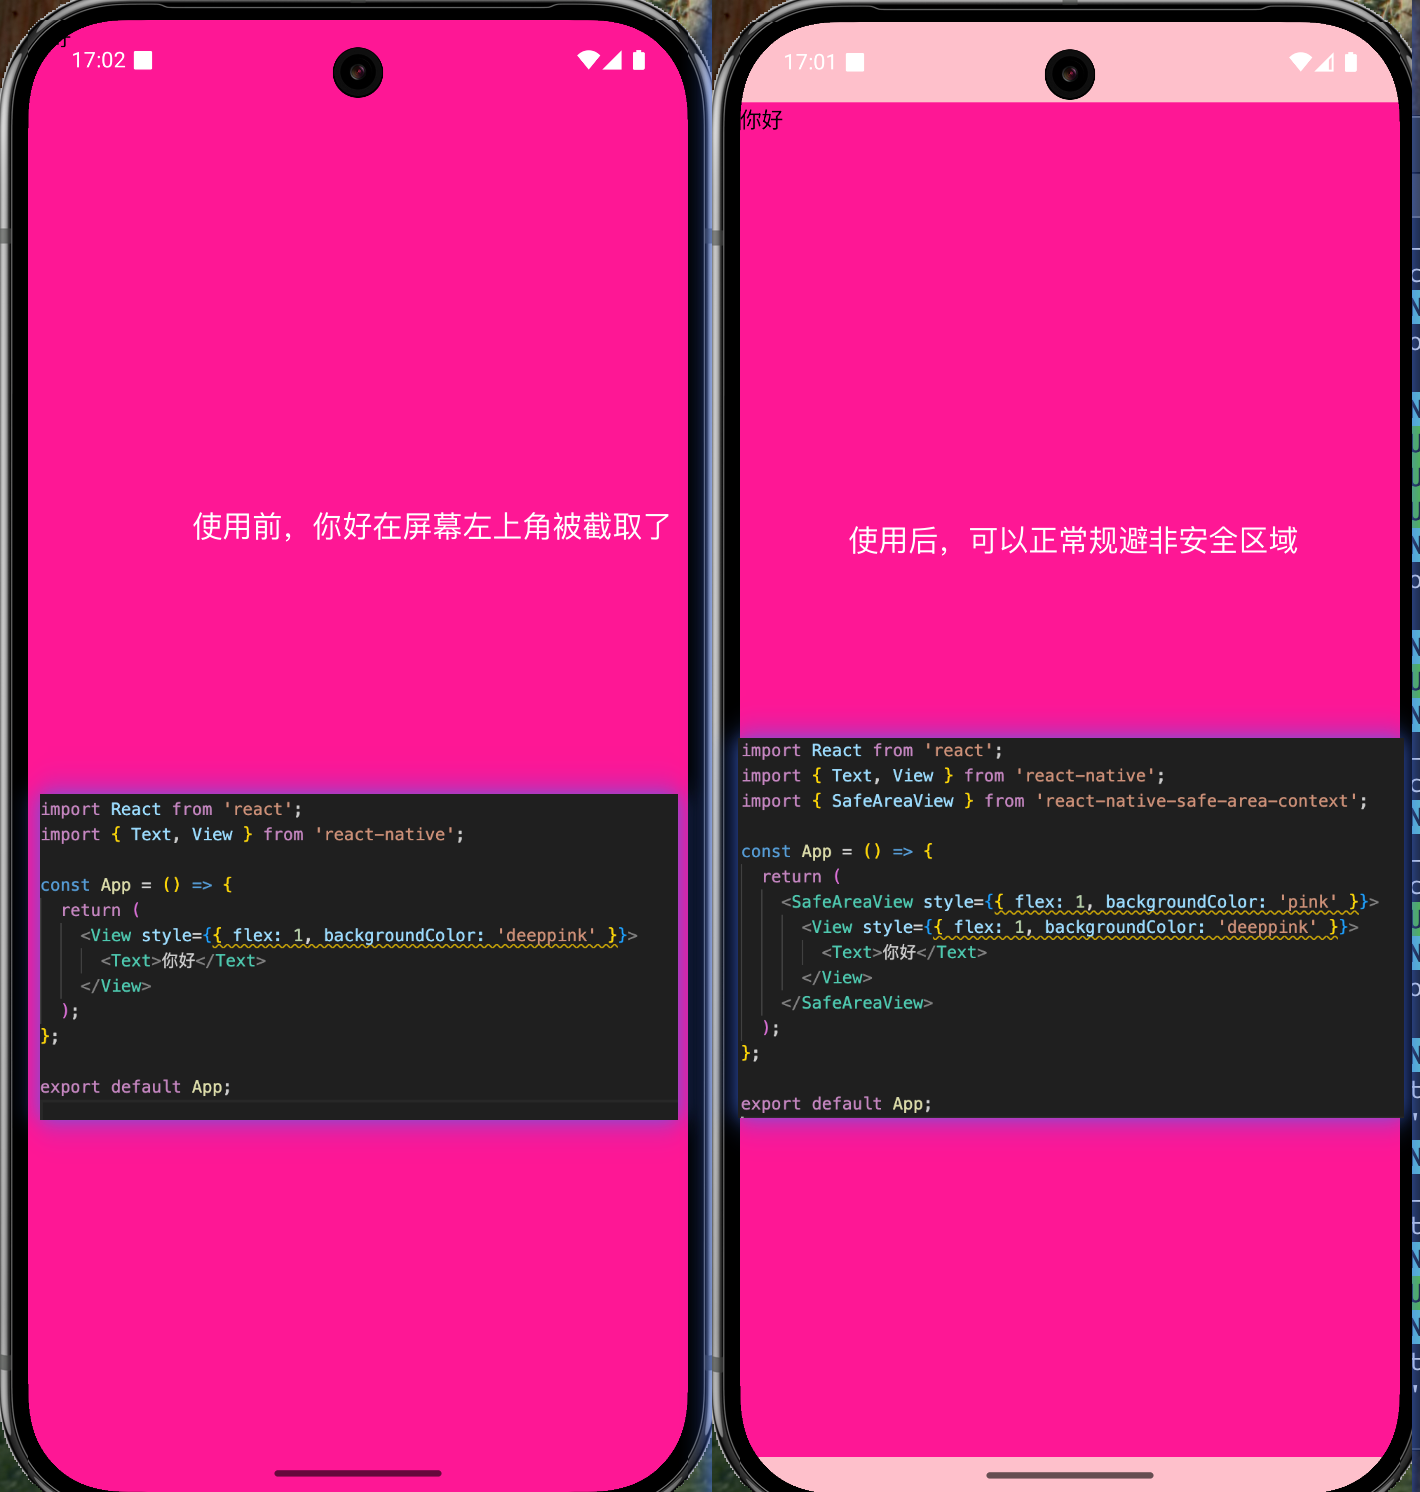 好
17:02
使用前，你好在屏幕左上角被截取了
import React from 'react';
import { Text, View } from 'react-native';
const App = () => {
return (
<View style={{ flex: 1, backgroundColor: 'deeppink' }}>
<Text>你好</Text>
</View>
);
};
export default App;
17:01
你好
使用后，可以正常规避非安全区域
import React from 'react';
import { Text, View } from 'react-native';
import { SafeAreaView } from 'react-native-safe-area-context';
const App = () => {
return (
<SafeAreaView style={{ flex: 1, backgroundColor: 'pink' }}>
<View style={{ flex: 1, backgroundColor: 'deeppink' }}>
<Text>你好</Text>
</View>
</SafeAreaView>
);
};
export default App;